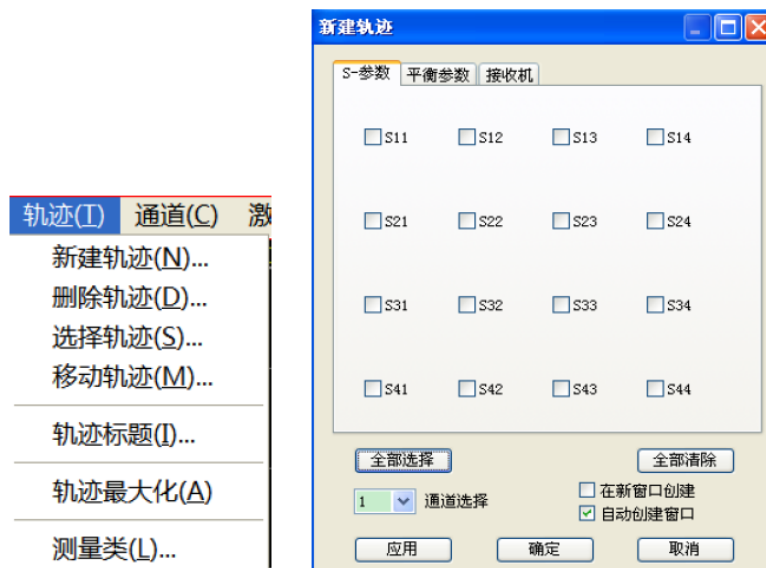 轨迹(T) 通道(C) 激
新建轨迹(N)...
删除轨迹(D)...
选择轨迹(S)...
移动轨迹(M)...
轨迹标题(I)...
轨迹最大化(A)
测量类(L)...
新建轨迹
S-参数 平衡参数 接收机
S11 S12 S13 S14
S21 S22 S23 S24
S31 S32 S33 S34
S41 S42 S43 S44
全部选择 全部清除
1 通道选择
在新窗口创建
自动创建窗口
应用 确定 取消